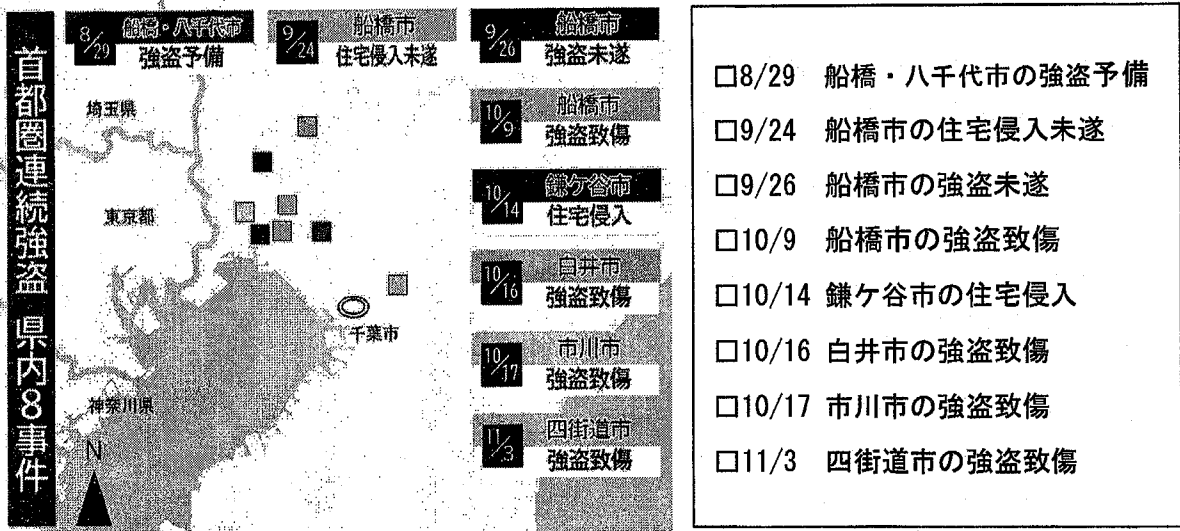 首都圏連続強盗 県内8事件
8/29 船橋・八千代市
強盗予備
9/24 船橋市
住宅侵入未遂
9/26 船橋市
強盗未遂
10/9 船橋市
強盗致傷
10/14 鎌ケ谷市
住宅侵入
10/16 白井市
強盗致傷
10/17 市川市
強盗致傷
11/3 四街道市
強盗致傷
埼玉県
東京都
千葉市
神奈川県
N
□8/29 船橋・八千代市の強盗予備
□9/24 船橋市の住宅侵入未遂
□9/26 船橋市の強盗未遂
□10/9 船橋市の強盗致傷
□10/14 鎌ケ谷市の住宅侵入
□10/16 白井市の強盗致傷
□10/17 市川市の強盗致傷
□11/3 四街道市の強盗致傷